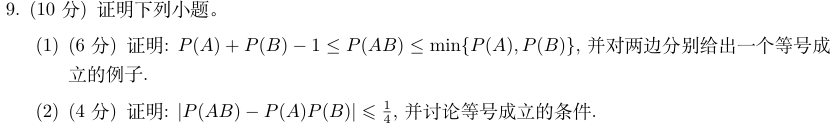 9. (10 分) 证明下列小题。
(1) (6 分) 证明: P(A) + P(B) − 1 ≤ P(AB) ≤ min{P(A), P(B)}, 并对两边分别给出一个等号成
立的例子.
(2) (4 分) 证明: |P(AB) − P(A)P(B)| ⩽ 1/4, 并讨论等号成立的条件.